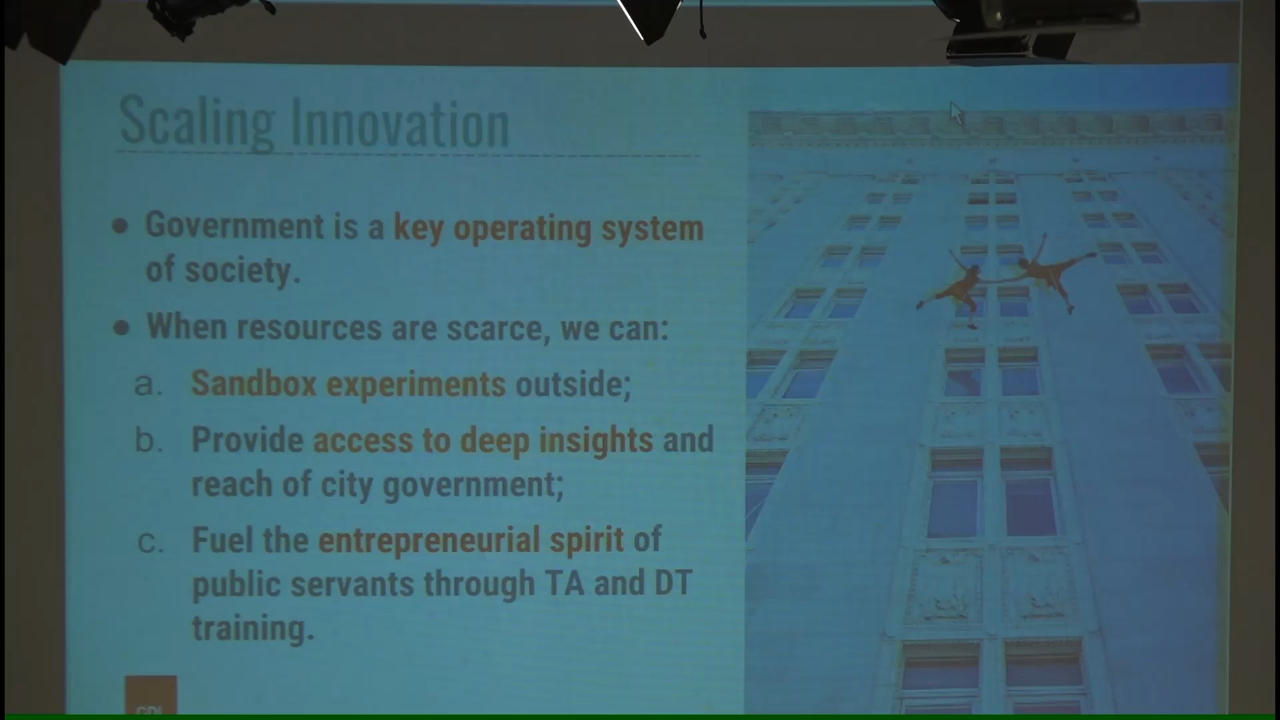 Scaling Innovation
● Government is a key operating system
of society.
● When resources are scarce, we can:
a. Sandbox experiments outside;
b. Provide access to deep insights and
reach of city government;
c. Fuel the entrepreneurial spirit of
public servants through TA and DT
training.